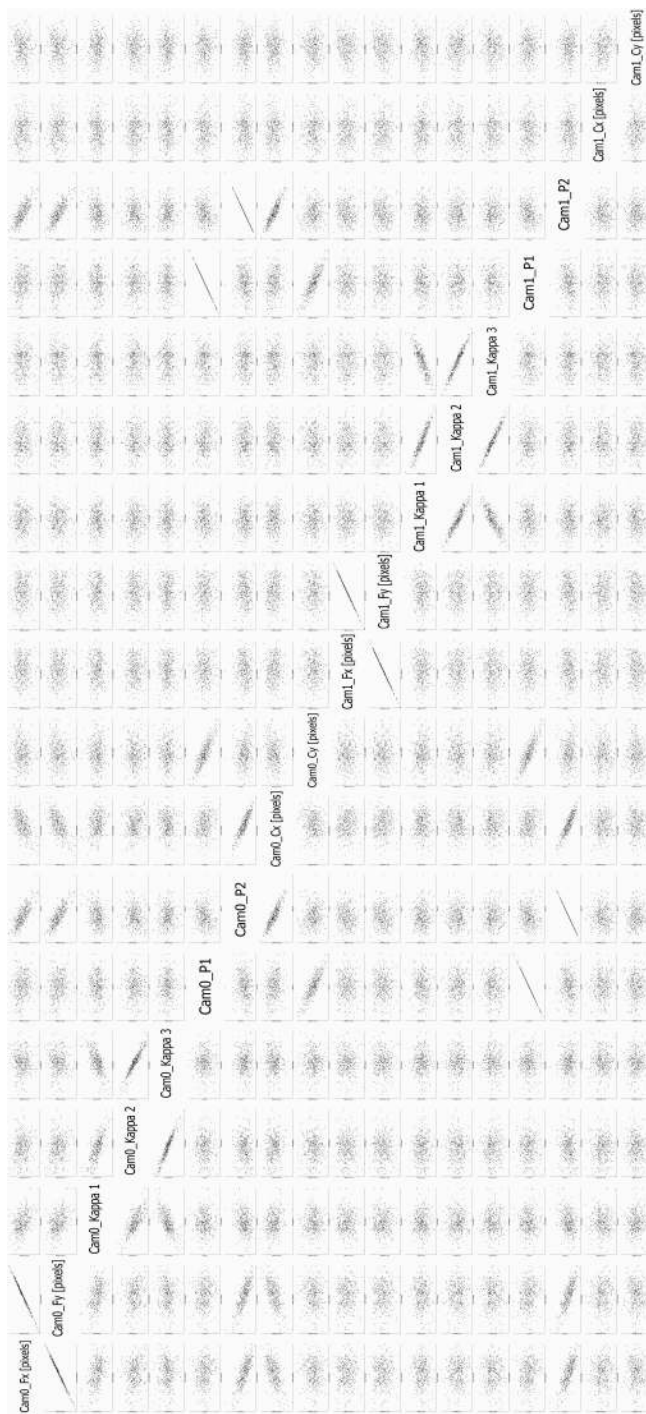 Cam1_Cy [pixels]
Cam1_Cx [pixels]
Cam1_P2
Cam1_P1
Cam1_Kappa 3
Cam1_Kappa 2
Cam1_Kappa 1
Cam1_Fy [pixels]
Cam1_Fx [pixels]
Cam0_Cy [pixels]
Cam0_Cx [pixels]
Cam0_P2
Cam0_P1
Cam0_Kappa 3
Cam0_Kappa 2
Cam0_Kappa 1
Cam0_Fy [pixels]
Cam0_Fx [pixels]